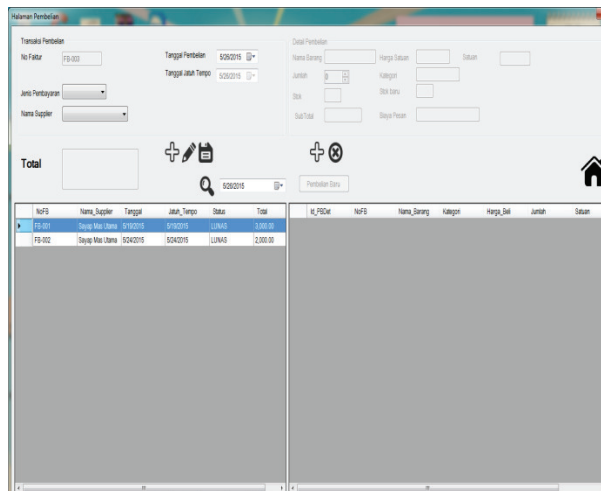 Halaman Pembelian
Transaksi Pembelian
No Faktur FB-003
Tanggal Pembelian 5/26/2015
Tanggal Jatuh Tempo 5/26/2015
Jenis Pembayaran
Nama Supplier
Detail Pembelian
Nama Barang Harga Satuan Satuan
Jumlah 0 Kategori
Stok Stok baru
SubTotal Biaya Pesan
Total
5/26/2015
Pembelian Baru
NoFB Nama_Supplier Tanggal Jatuh_Tempo Status Total
FB-001 Sayap Mas Utama 5/19/2015 5/19/2015 LUNAS 3,000.00
FB-002 Sayap Mas Utama 5/24/2015 5/24/2015 LUNAS 2,000.00
Id_FBDet NoFB Nama_Barang Kategori Harga_Beli Jumlah Satuan